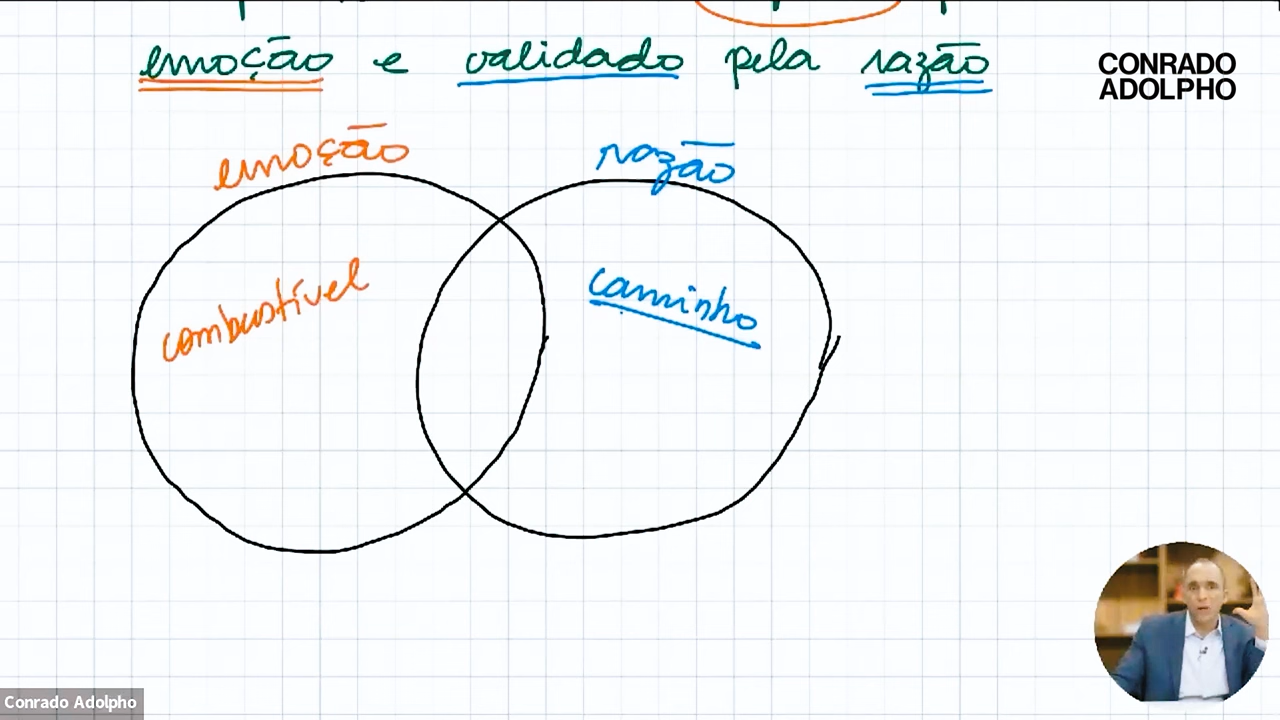 emoção e validado pela razão
CONRADO
ADOLPHO
emoção
razão
combustível
caminho
Conrado Adolpho